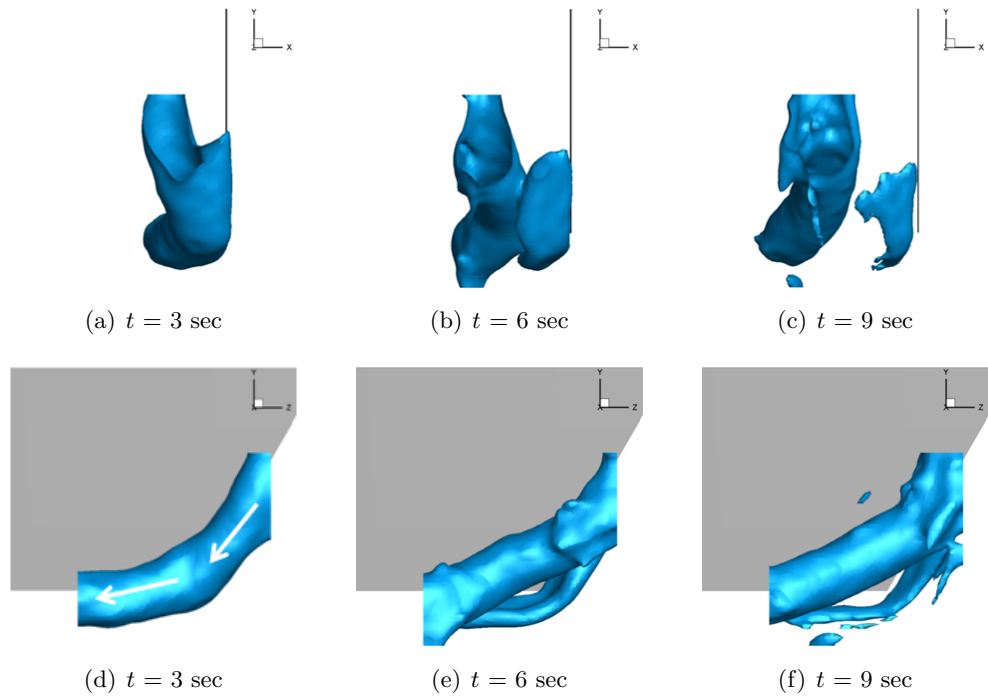 Y
Z X
Y
Z X
Y
Z X
(a) t = 3 sec
(b) t = 6 sec
(c) t = 9 sec
Y
X Z
Y
X Z
Y
X Z
(d) t = 3 sec
(e) t = 6 sec
(f) t = 9 sec